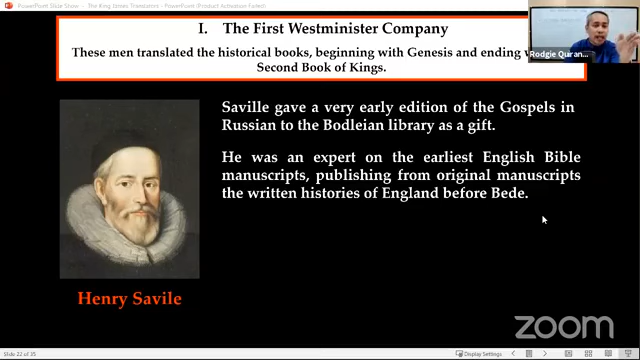 PowerPoint Slide Show - The King James Translators - PowerPoint (Product Activation Failed)
I. The First Westminister Company
These men translated the historical books, beginning with Genesis and ending
Second Book of Kings.
Rodgie Quiran...
Saville gave a very early edition of the Gospels in
Russian to the Bodleian library as a gift.
He was an expert on the earliest English Bible
manuscripts, publishing from original manuscripts
the written histories of England before Bede.
Henry Savile
zoom
Slide 22 of 35
Display Settings